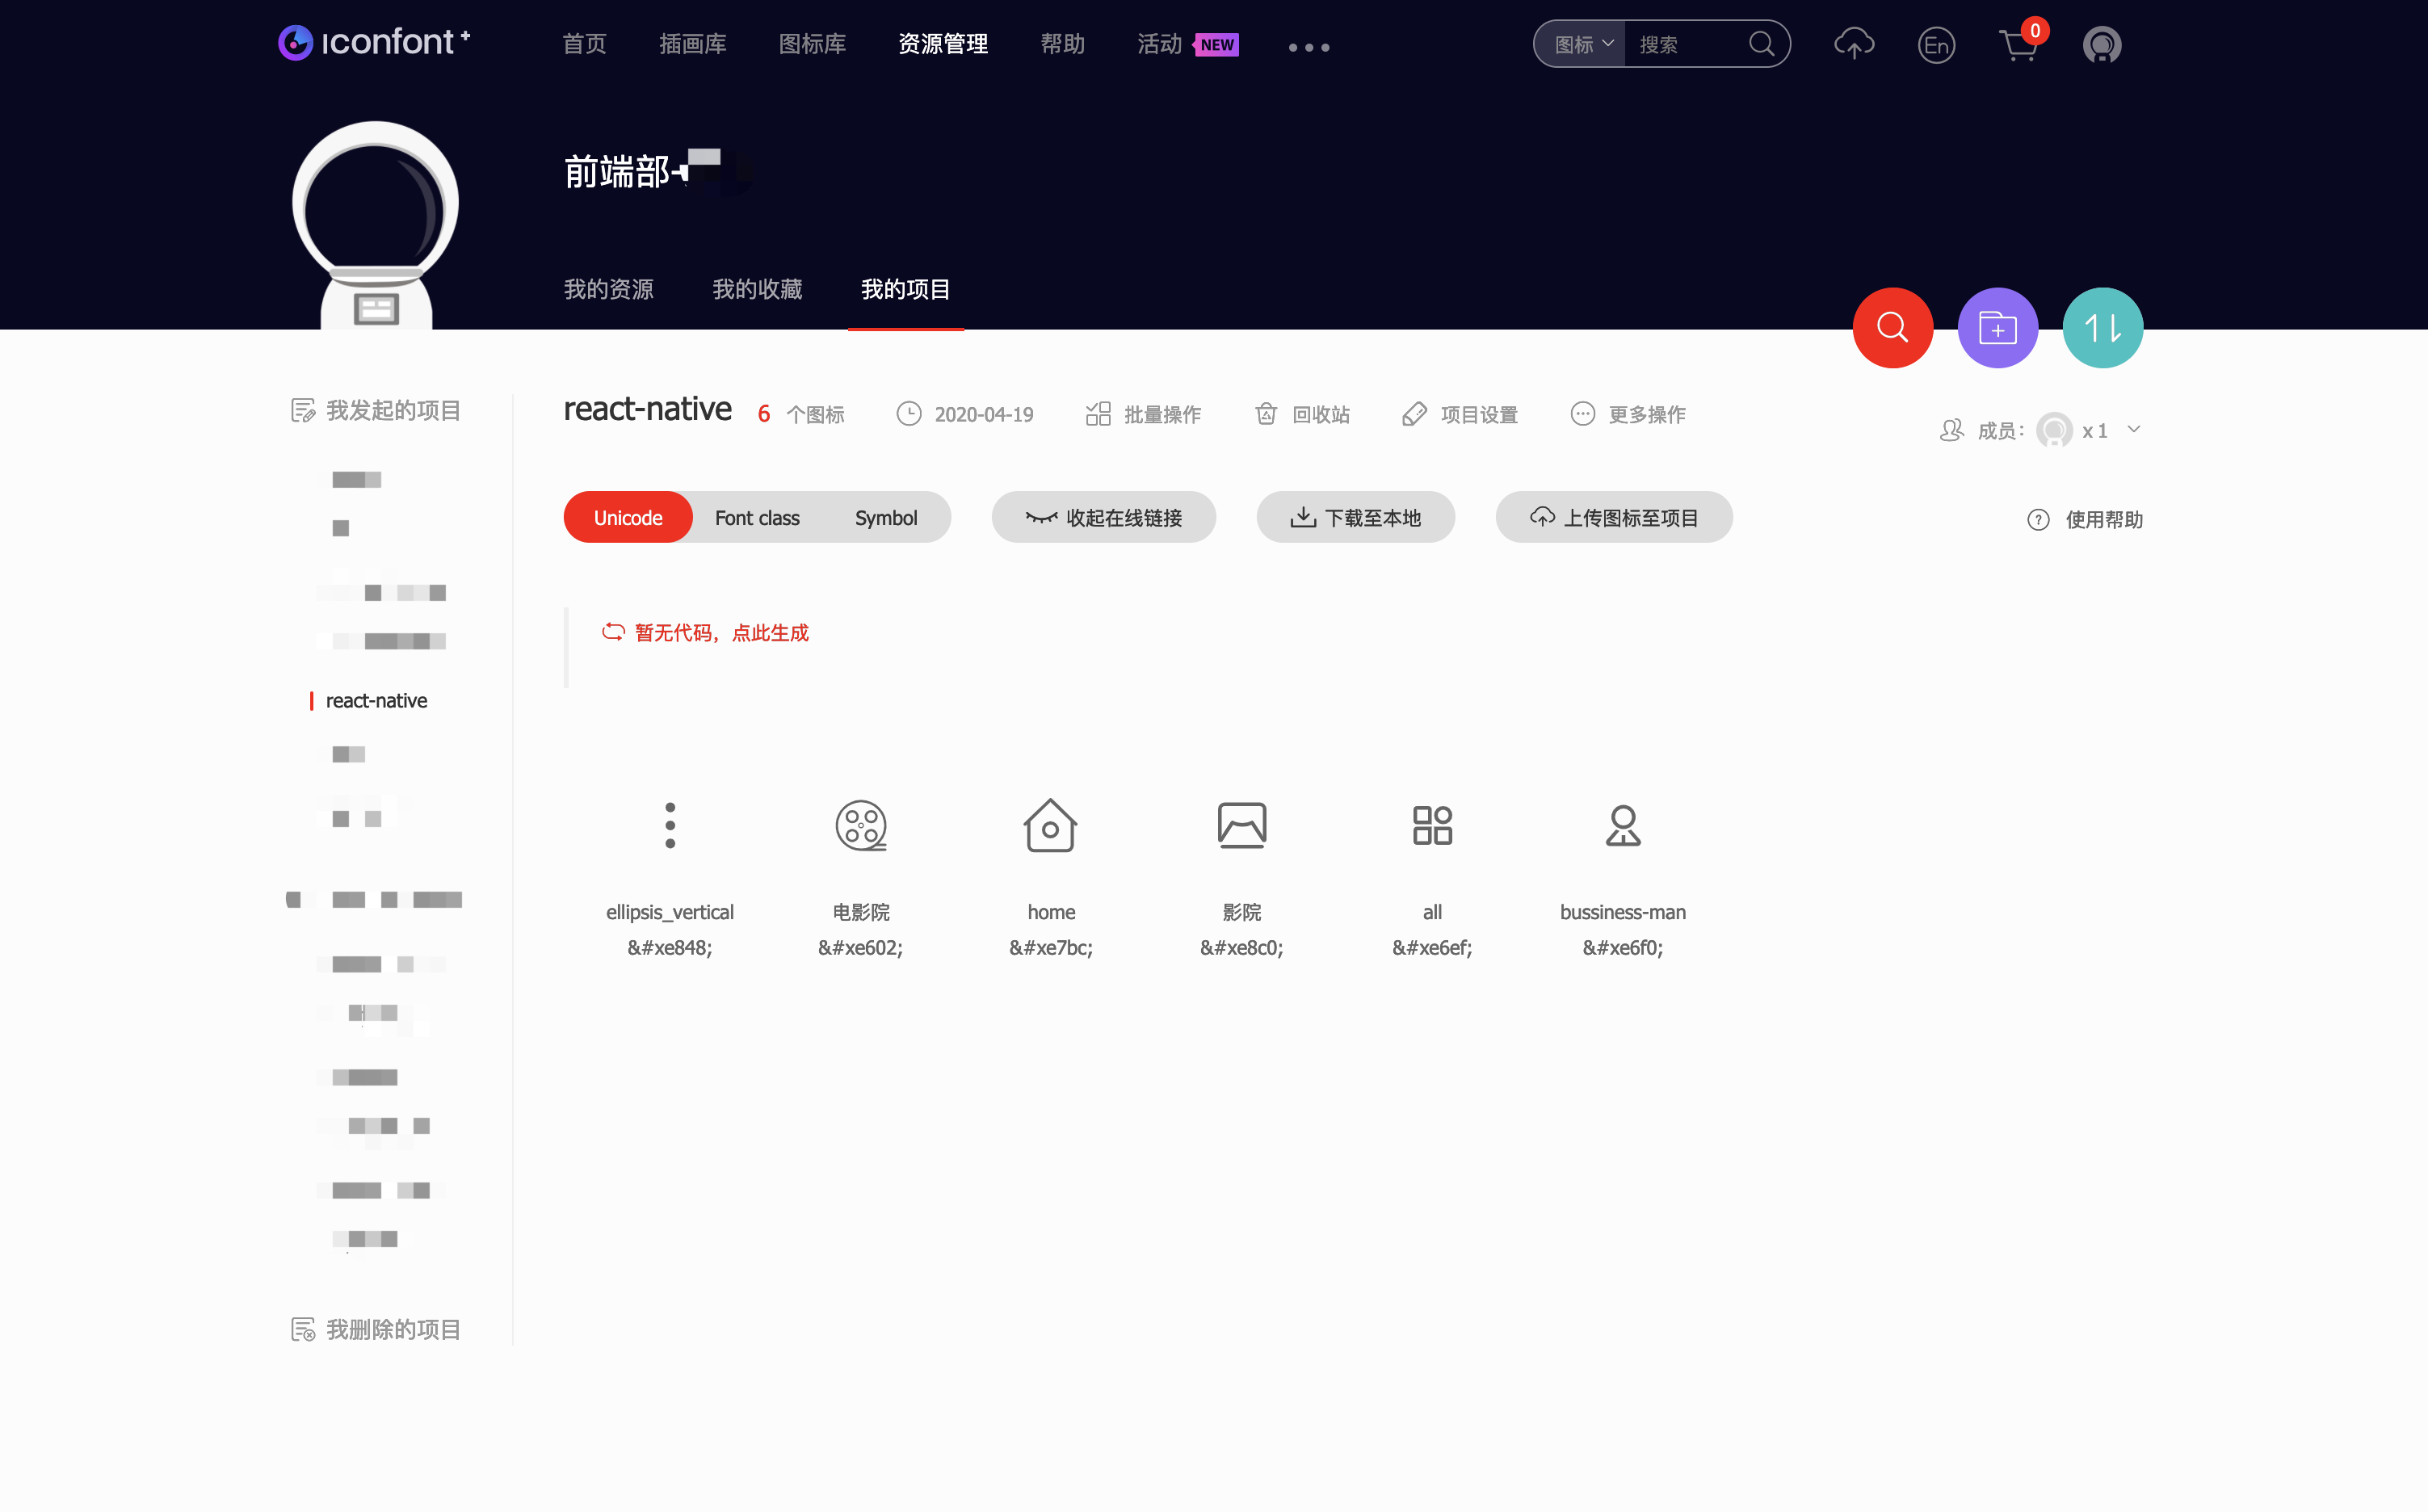 iconfont+
首页 插画库 图标库 资源管理 帮助 活动 NEW
图标 搜索 En 0
前端部-
我的资源 我的收藏 我的项目
我发起的项目
react-native
我删除的项目
react-native 6 个图标 2020-04-19 批量操作 回收站 项目设置 更多操作
成员: x 1
Unicode Font class Symbol 收起在线链接 下载至本地 上传图标至项目
使用帮助
暂无代码，点此生成
ellipsis_vertical 电影院 home 影院 all bussiness-man
&#xe848; &#xe602; &#xe7bc; &#xe8c0; &#xe6ef; &#xe6f0;